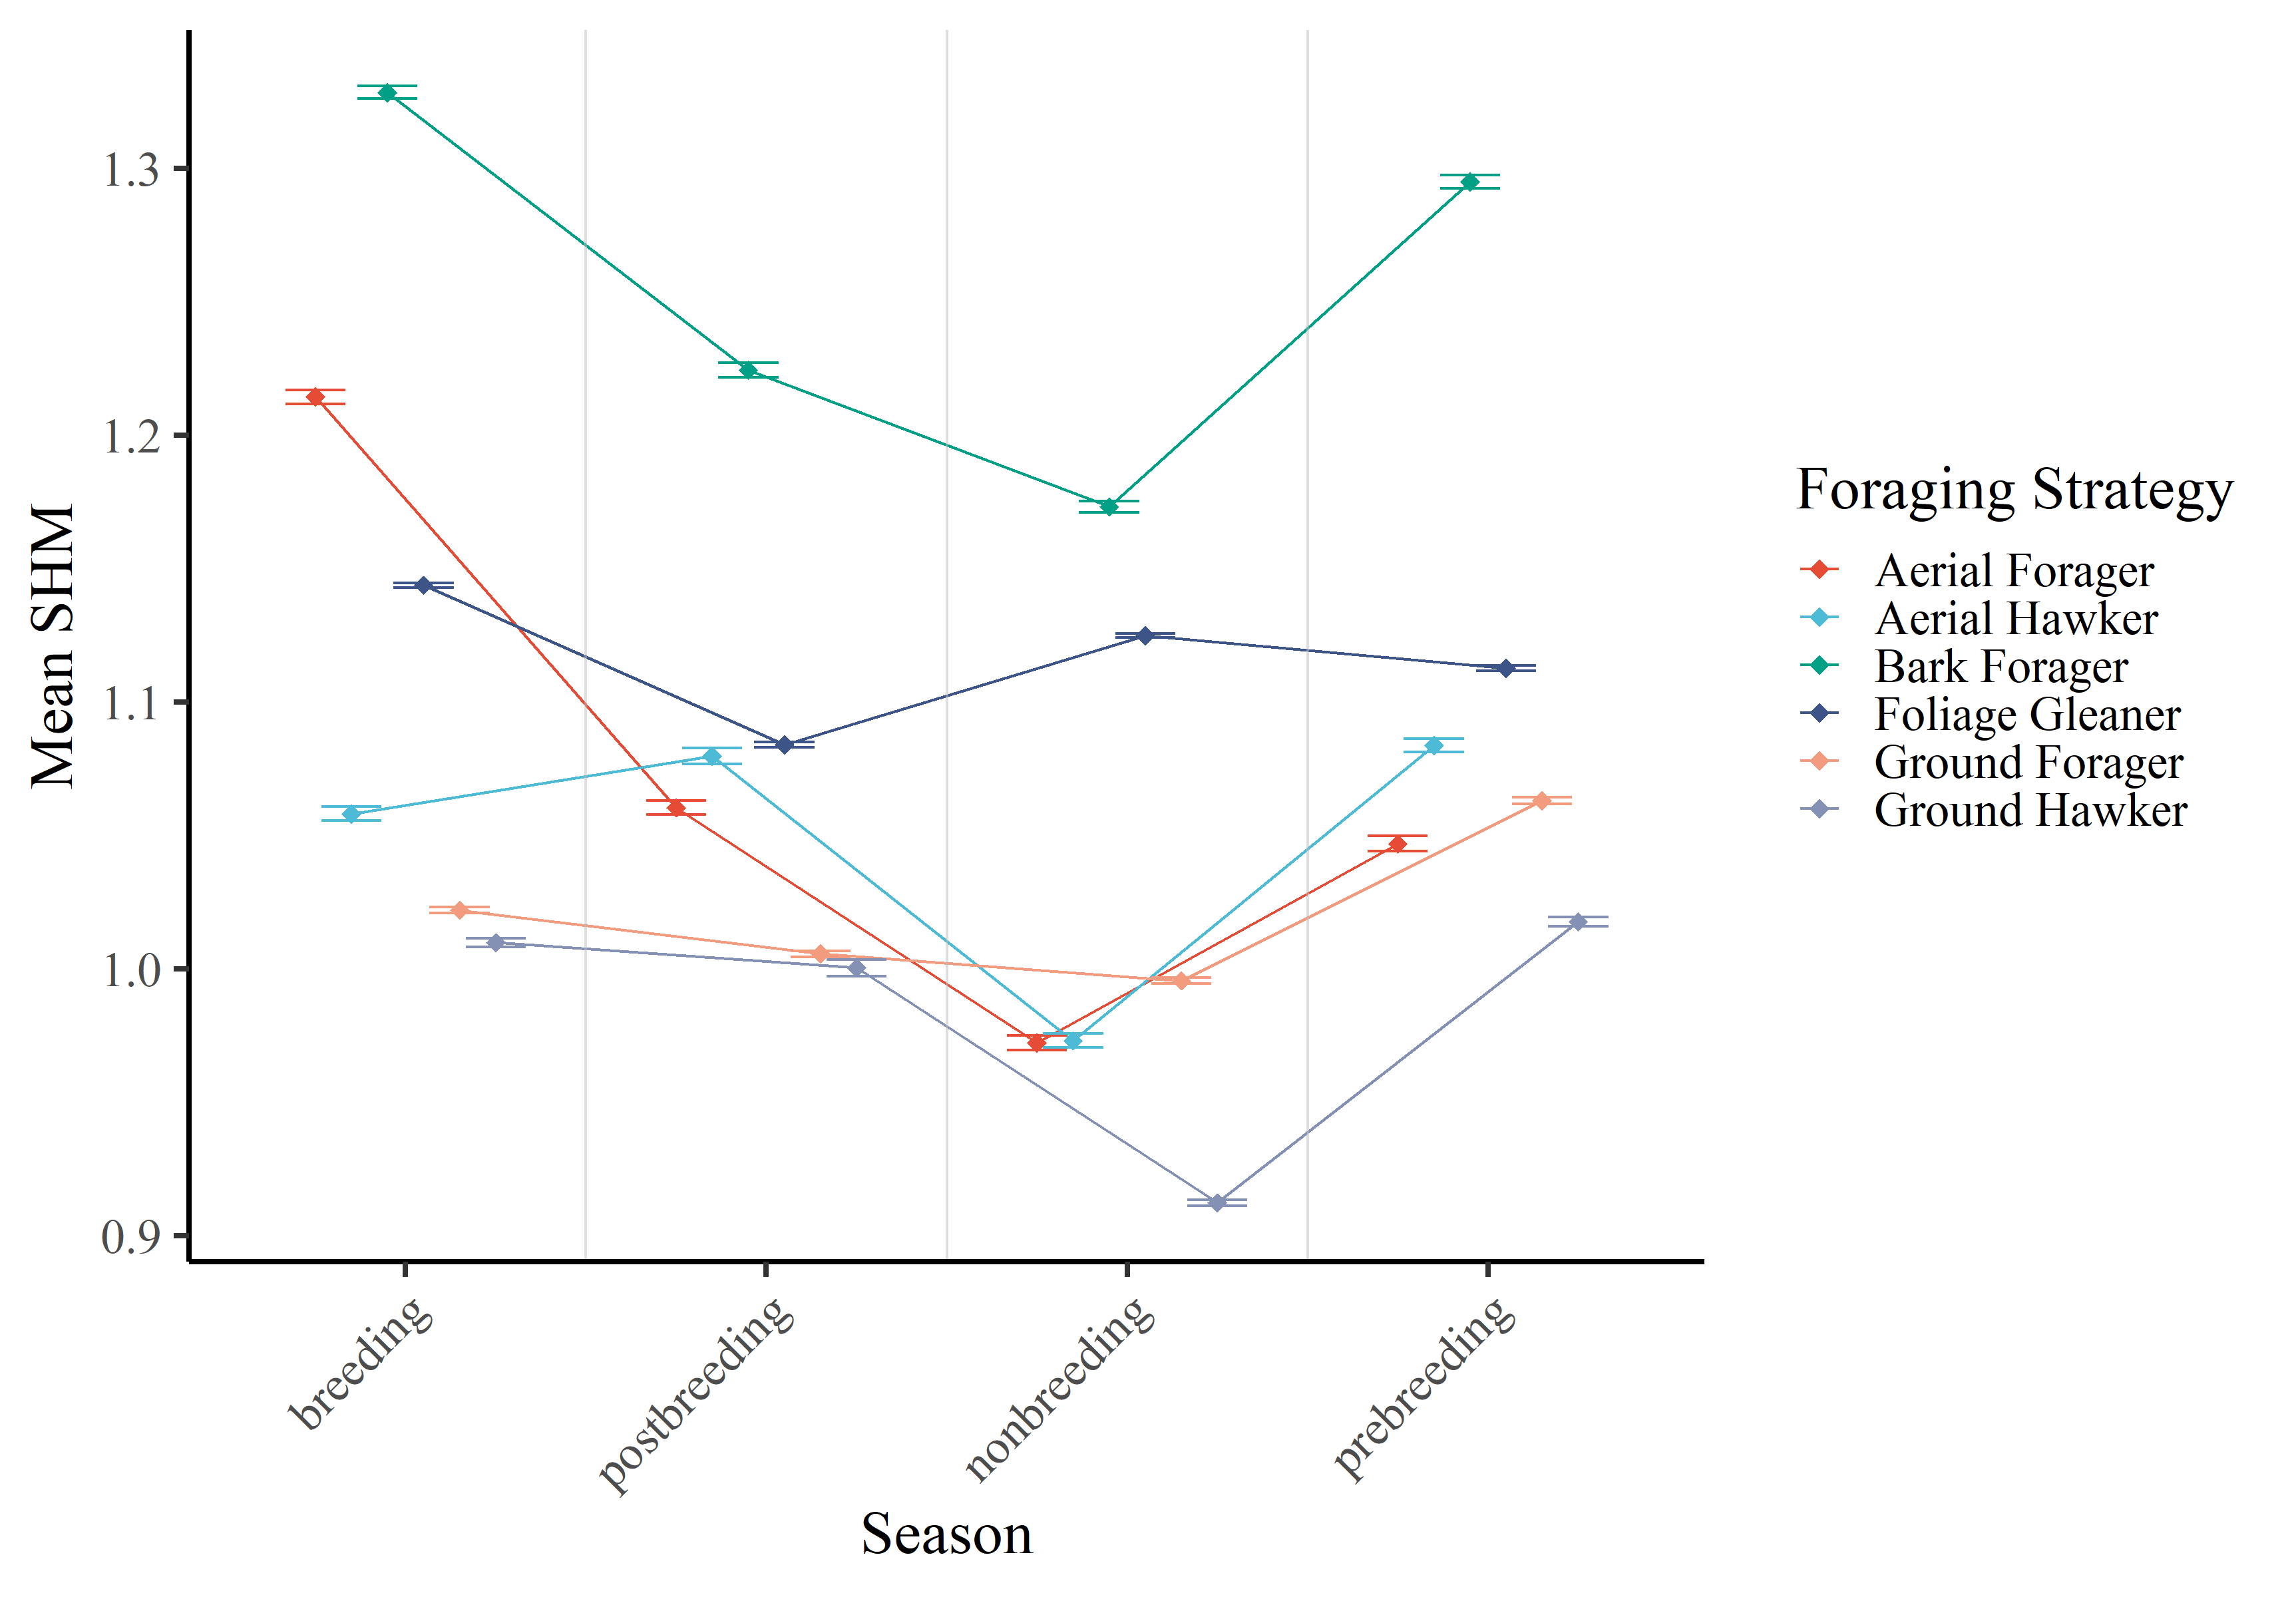 Mean SHM
1.3
1.2
1.1
1.0
0.9
breeding
postbreeding
nonbreeding
prebreeding
Season
Foraging Strategy
Aerial Forager
Aerial Hawker
Bark Forager
Foliage Gleaner
Ground Forager
Ground Hawker